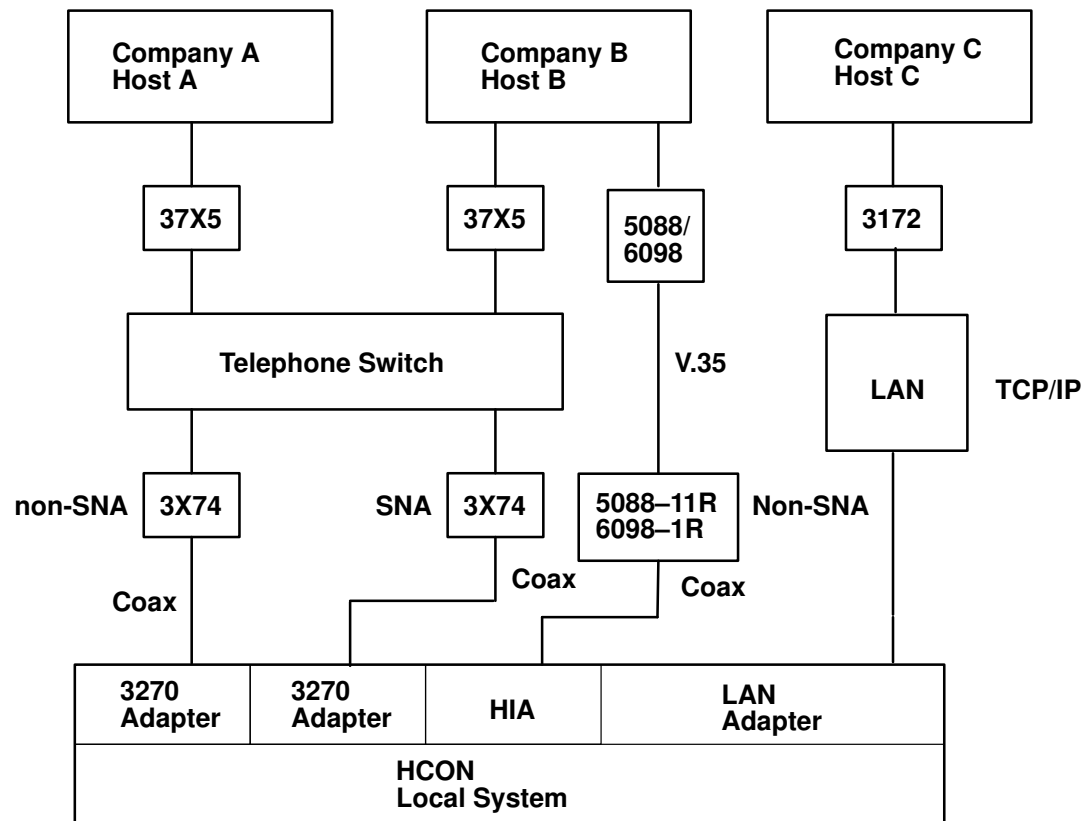 Company A
Host A
Company B
Host B
Company C
Host C
37X5
37X5
5088/
6098
3172
Telephone Switch
V.35
LAN
TCP/IP
non-SNA
3X74
SNA
3X74
5088–11R
6098–1R
Non-SNA
Coax
Coax
Coax
3270
Adapter
3270
Adapter
HIA
LAN
Adapter
HCON
Local System